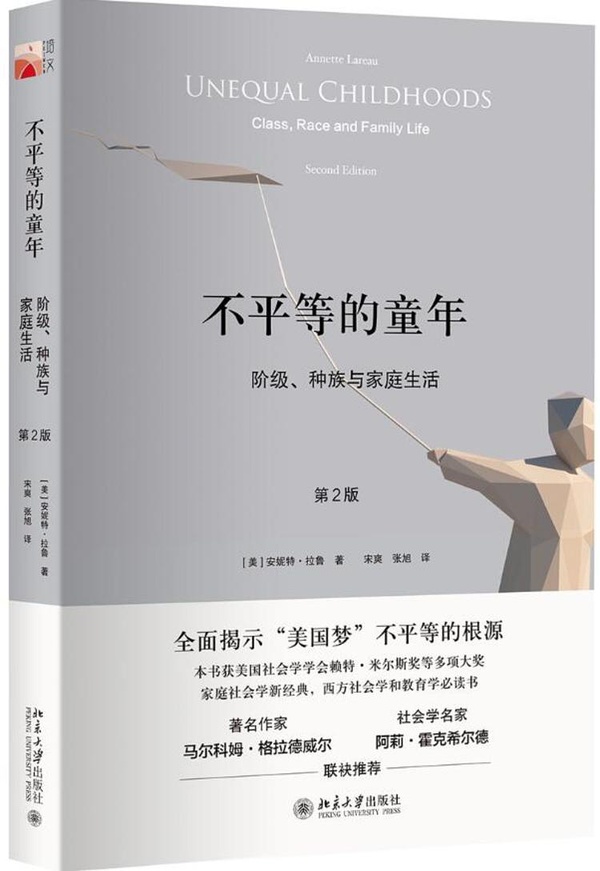 培文
不平等的童年
阶级、种族与
家庭生活
第2版
[美]安妮特·拉鲁 著
宋爽 张旭 译
北京大学出版社
PEKING UNIVERSITY PRESS
Annette Lareau
UNEQUAL CHILDHOODS
Class, Race and Family Life
Second Edition
不平等的童年
阶级、种族与家庭生活
第2版
[美]安妮特·拉鲁 著 宋爽 张旭 译
全面揭示“美国梦”不平等的根源
本书获美国社会学学会赖特·米尔斯奖等多项大奖
家庭社会学新经典，西方社会学和教育学必读书
著名作家 社会学名家
马尔科姆·格拉德威尔 阿莉·霍克希尔德
联袂推荐
北京大学出版社
PEKING UNIVERSITY PRESS